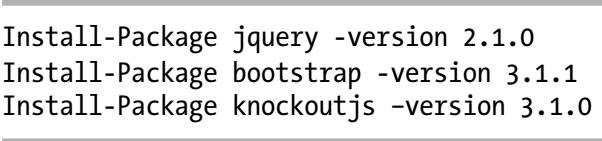 Install-Package jquery -version 2.1.0
Install-Package bootstrap -version 3.1.1
Install-Package knockoutjs –version 3.1.0